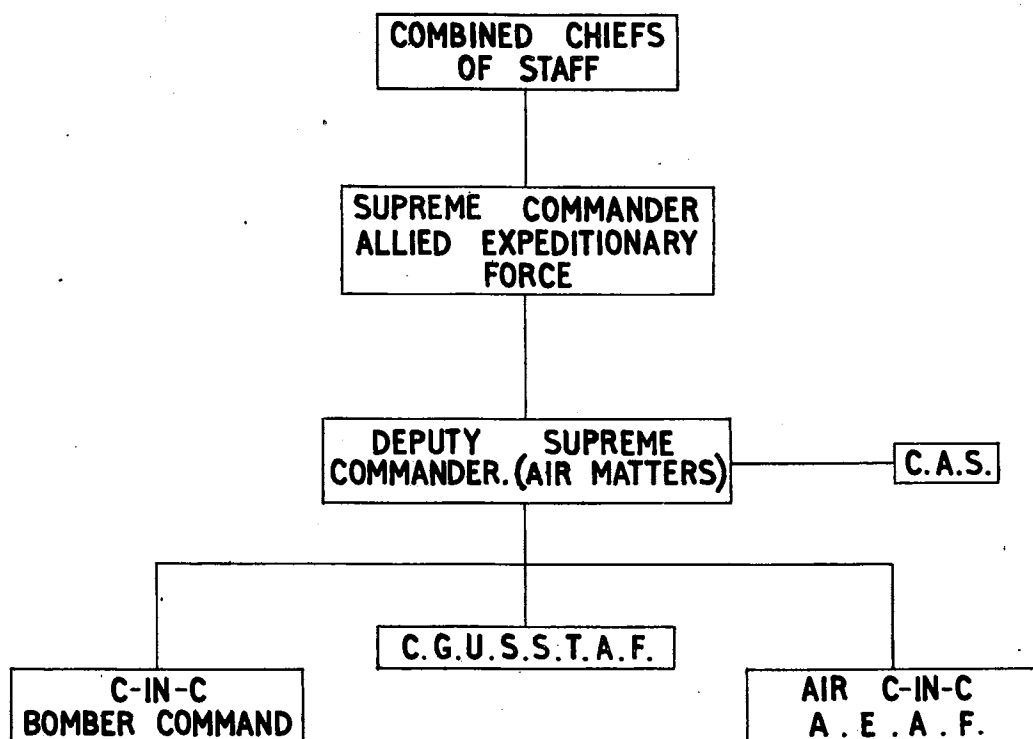 COMBINED CHIEFS
OF STAFF
SUPREME COMMANDER
ALLIED EXPEDITIONARY
FORCE
DEPUTY SUPREME
COMMANDER. (AIR MATTERS)
C.A.S.
C.G.U.S.S.T.A.F.
C-IN-C
BOMBER COMMAND
AIR C-IN-C
A.E.A.F.